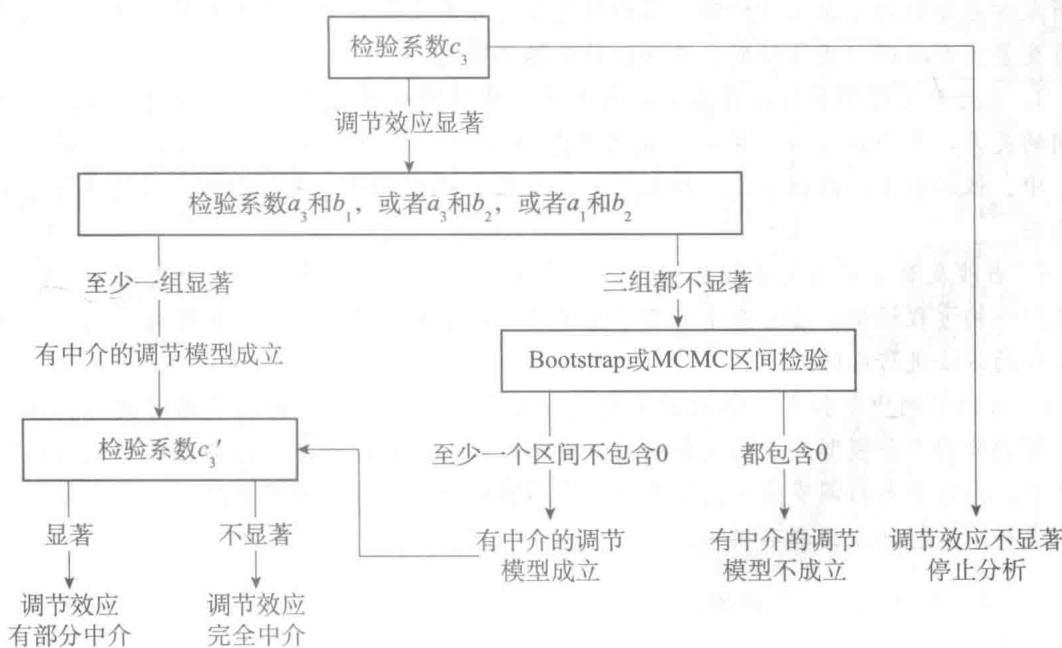 检验系数c₃
调节效应显著
检验系数a₃和b₁，或者a₃和b₂，或者a₁和b₂
至少一组显著
三组都不显著
有中介的调节模型成立
Bootstrap或MCMC区间检验
检验系数c₃′
至少一个区间不包含0
都包含0
显著
不显著
有中介的调节
模型成立
有中介的调节
模型不成立
调节效应不显著
停止分析
调节效应
有部分中介
调节效应
完全中介